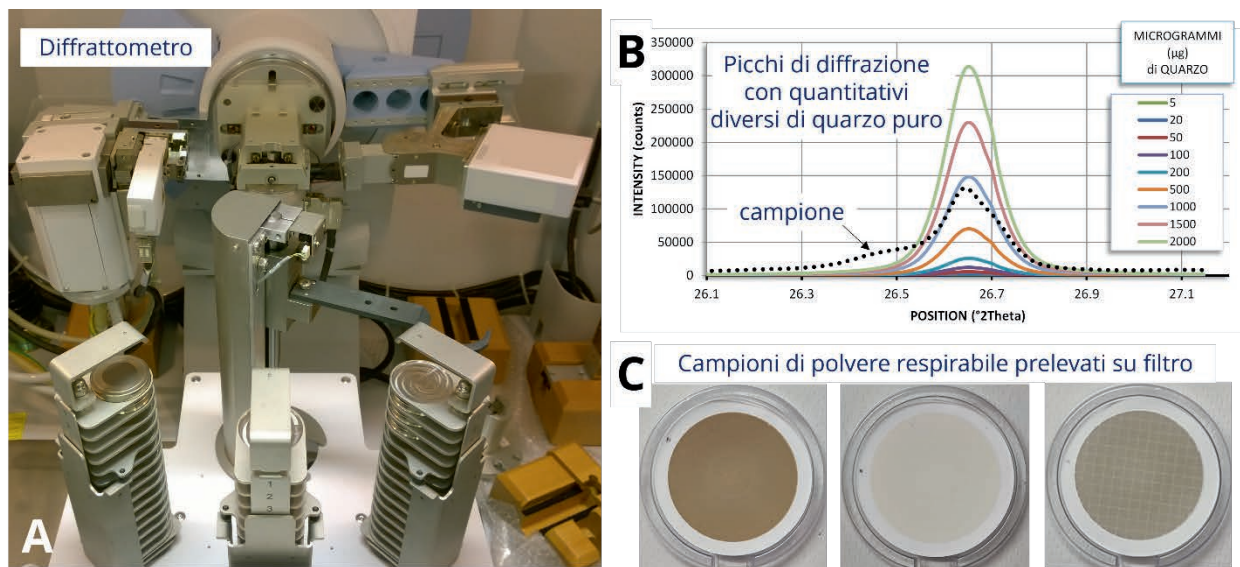 Diffrattometro
1
2
3
A
B
Picchi di diffrazione
con quantitativi
diversi di quarzo puro
campione
MICROGRAMMI
(µg)
di QUARZO
5
20
50
100
200
500
1000
1500
2000
INTENSITY (counts)
350000
300000
250000
200000
150000
100000
50000
0
26.1
26.3
26.5
26.7
26.9
27.1
POSITION (°2Theta)
C
Campioni di polvere respirabile prelevati su filtro